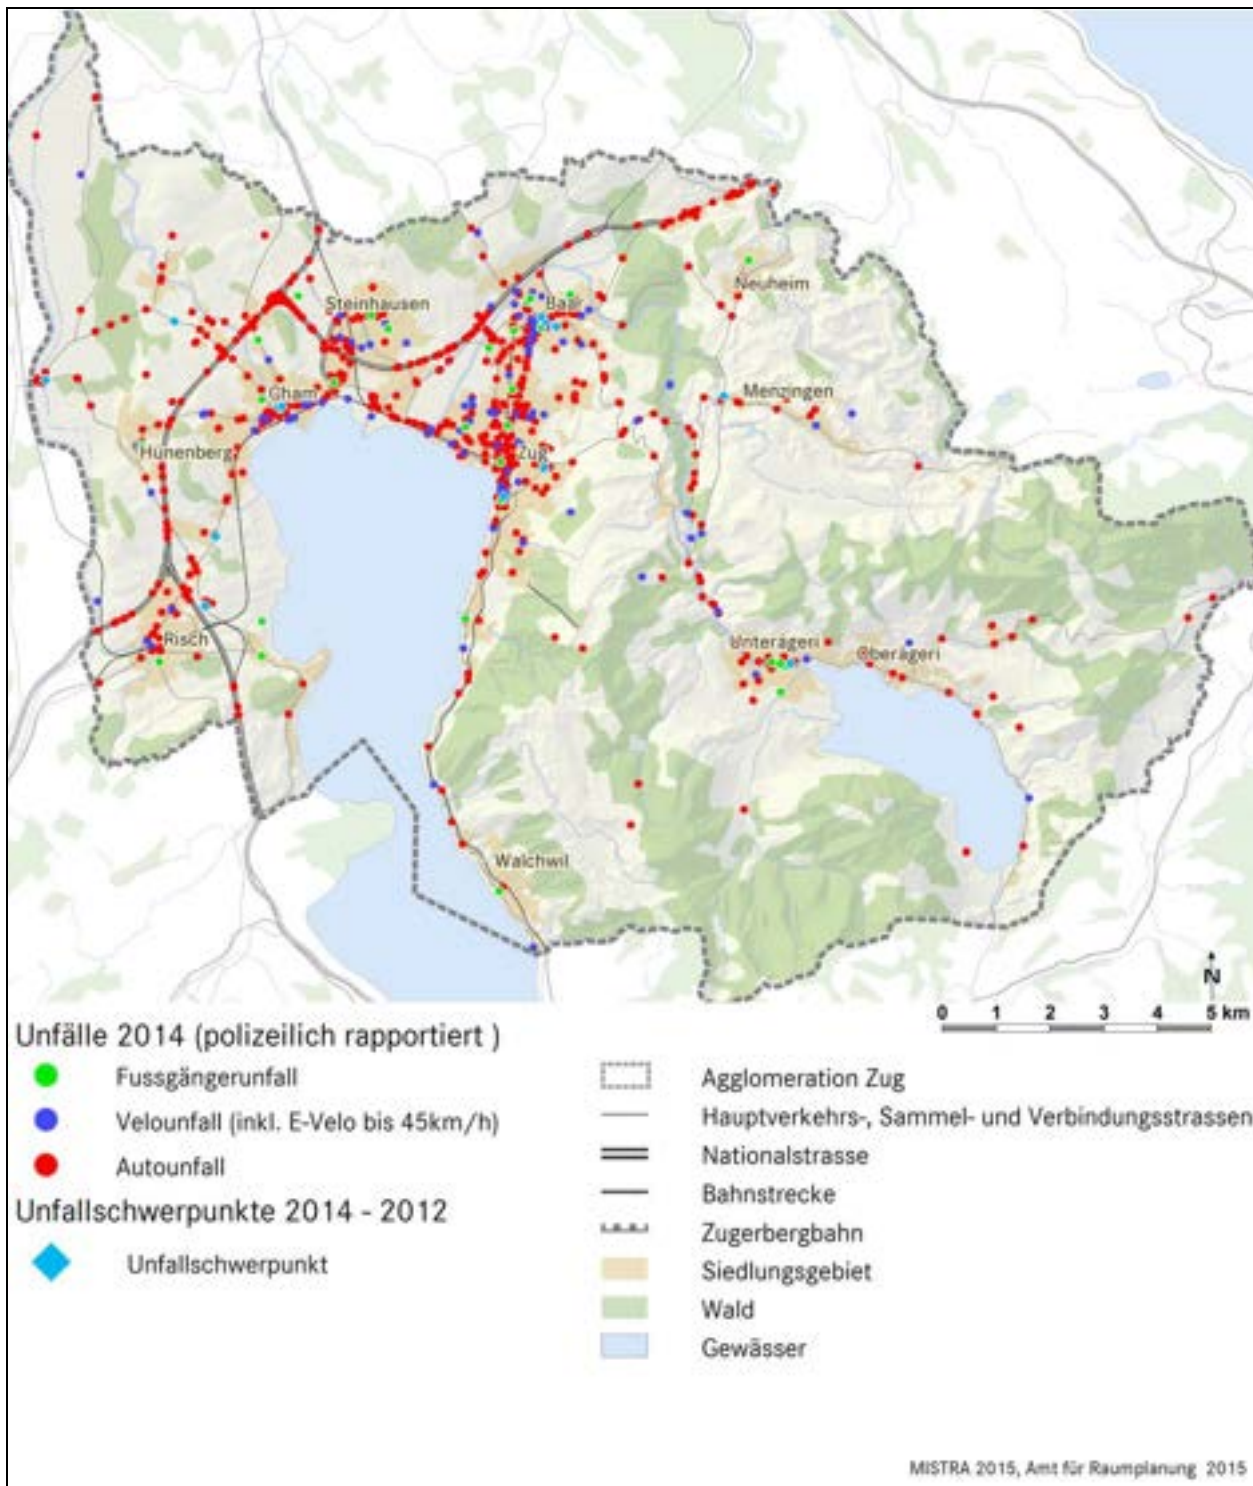 Neuheim
Steinhausen
Baar
Menzingen
Cham
Hünenberg
Zug
Risch
Unterägeri
Oberägeri
Walchwil
N
0 1 2 3 4 5 km
Unfälle 2014 (polizeilich rapportiert )
Fussgängerunfall
Velounfall (inkl. E-Velo bis 45km/h)
Autounfall
Unfallschwerpunkte 2014 - 2012
Unfallschwerpunkt
Agglomeration Zug
Hauptverkehrs-, Sammel- und Verbindungsstrassen
Nationalstrasse
Bahnstrecke
Zugerbergbahn
Siedlungsgebiet
Wald
Gewässer
MISTRA 2015, Amt für Raumplanung 2015